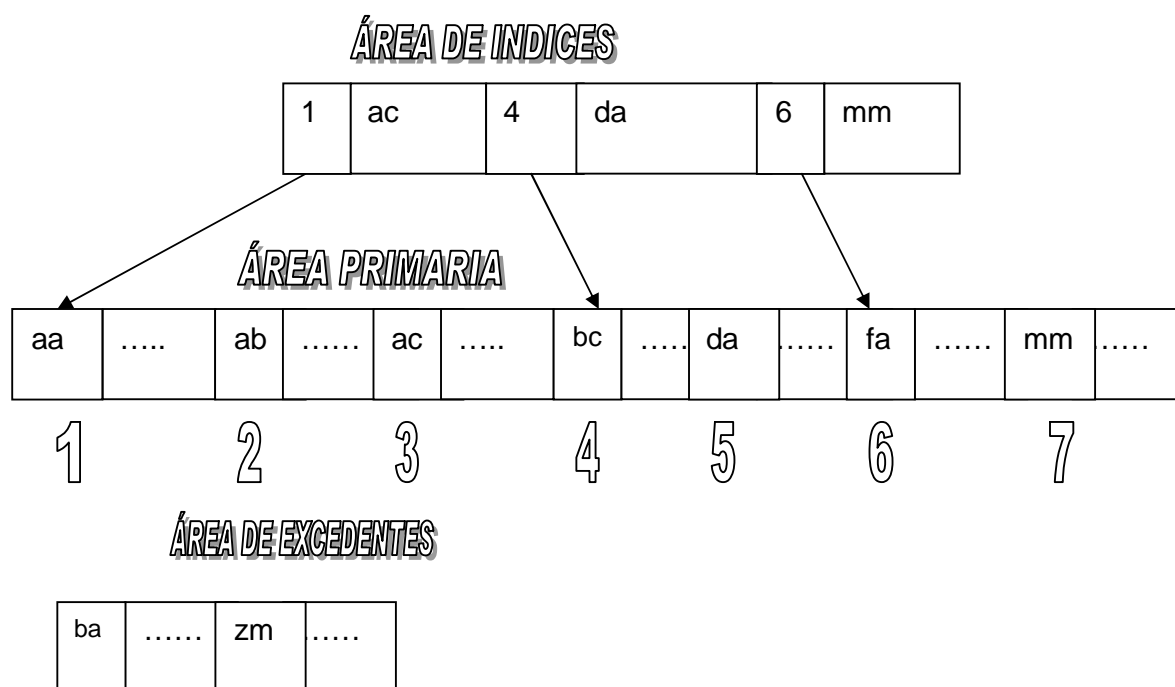 ÁREA DE INDICES
1 ac 4 da 6 mm
ÁREA PRIMARIA
aa ….. ab …… ac ….. bc ….. da …… fa …… mm ……
1 2 3 4 5 6 7
ÁREA DE EXCEDENTES
ba …… zm ……